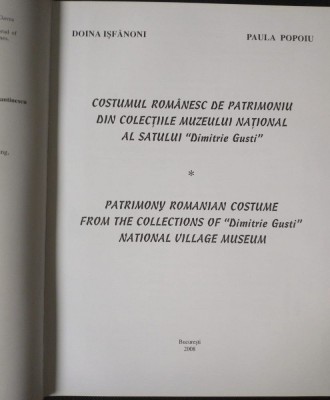 DOINA IŞFĂNONI
PAULA POPOIU
COSTUMUL ROMÂNESC DE PATRIMONIU
DIN COLECŢIILE MUZEULUI NAŢIONAL
AL SATULUI "Dimitrie Gusti"
*
PATRIMONY ROMANIAN COSTUME
FROM THE COLLECTIONS OF "Dimitrie Gusti"
NATIONAL VILLAGE MUSEUM
Bucureşti
2008